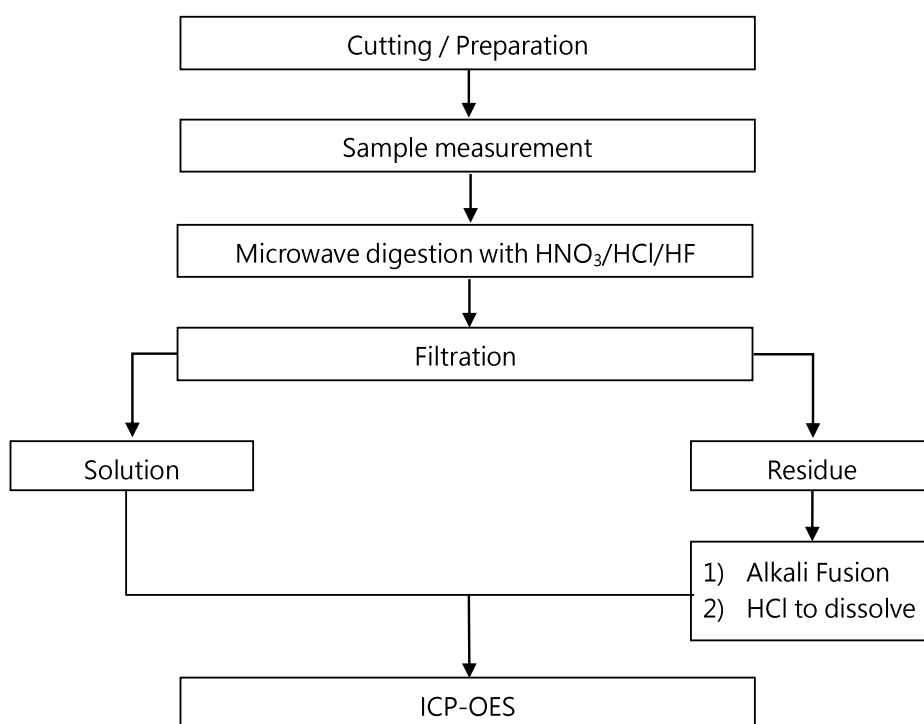 Cutting / Preparation
Sample measurement
Microwave digestion with HNO₃/HCl/HF
Filtration
Solution
Residue
1) Alkali Fusion
2) HCl to dissolve
ICP-OES